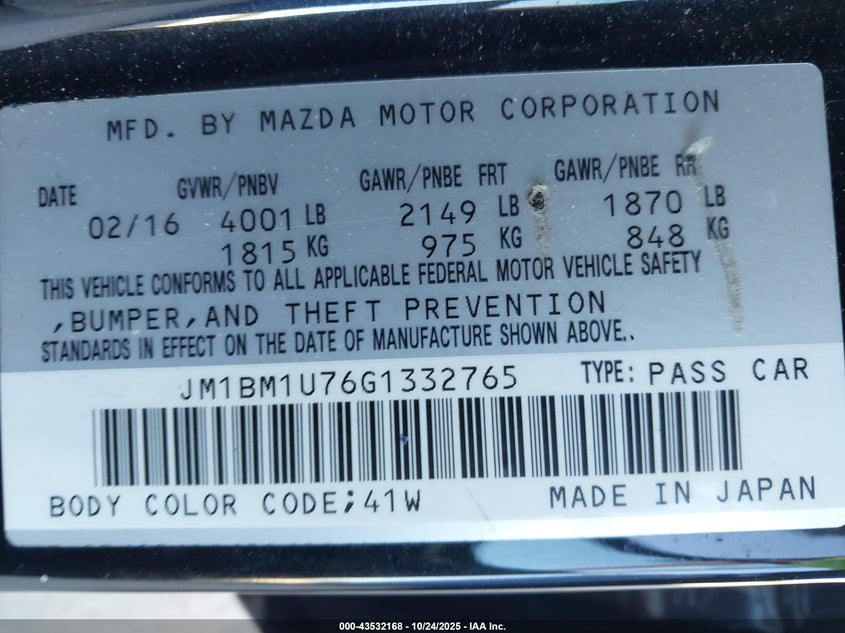 MFD. BY MAZDA MOTOR CORPORATION
DATE GVWR/PNBV GAWR/PNBE FRT GAWR/PNBE RR
02/16 4001 LB 2149 LB 1870 LB
1815 KG 975 KG 848 KG
THIS VEHICLE CONFORMS TO ALL APPLICABLE FEDERAL MOTOR VEHICLE SAFETY
,BUMPER,AND THEFT PREVENTION
STANDARDS IN EFFECT ON THE DATE OF MANUFACTURE SHOWN ABOVE..
JM1BM1U76G1332765 TYPE: PASS CAR
BODY COLOR CODE;41W MADE IN JAPAN
000-43532168 - 10/24/2025 - IAA Inc.